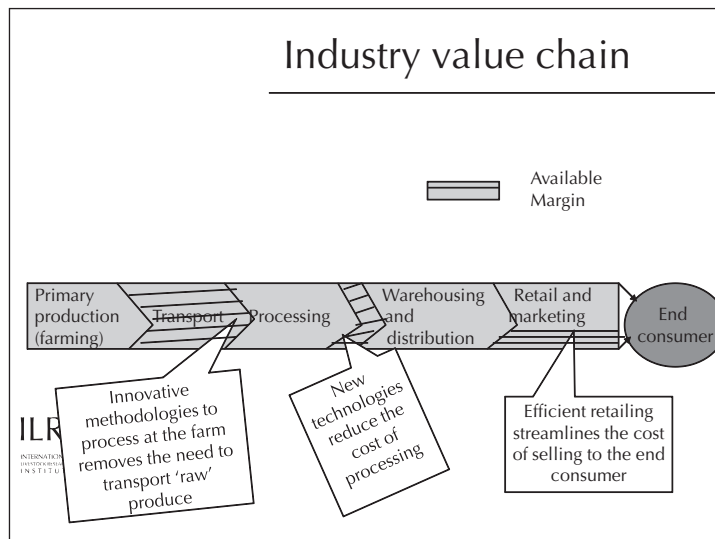 Industry value chain
Available
Margin
Primary
production
(farming)
Transport
Processing
Warehousing
and
distribution
Retail and
marketing
End
consumer
Innovative
methodologies to
process at the farm
removes the need to
transport ‘raw’
produce
New
technologies
reduce the
cost of
processing
Efficient retailing
streamlines the cost
of selling to the end
consumer
ILR
INTERNATION
INSTITU